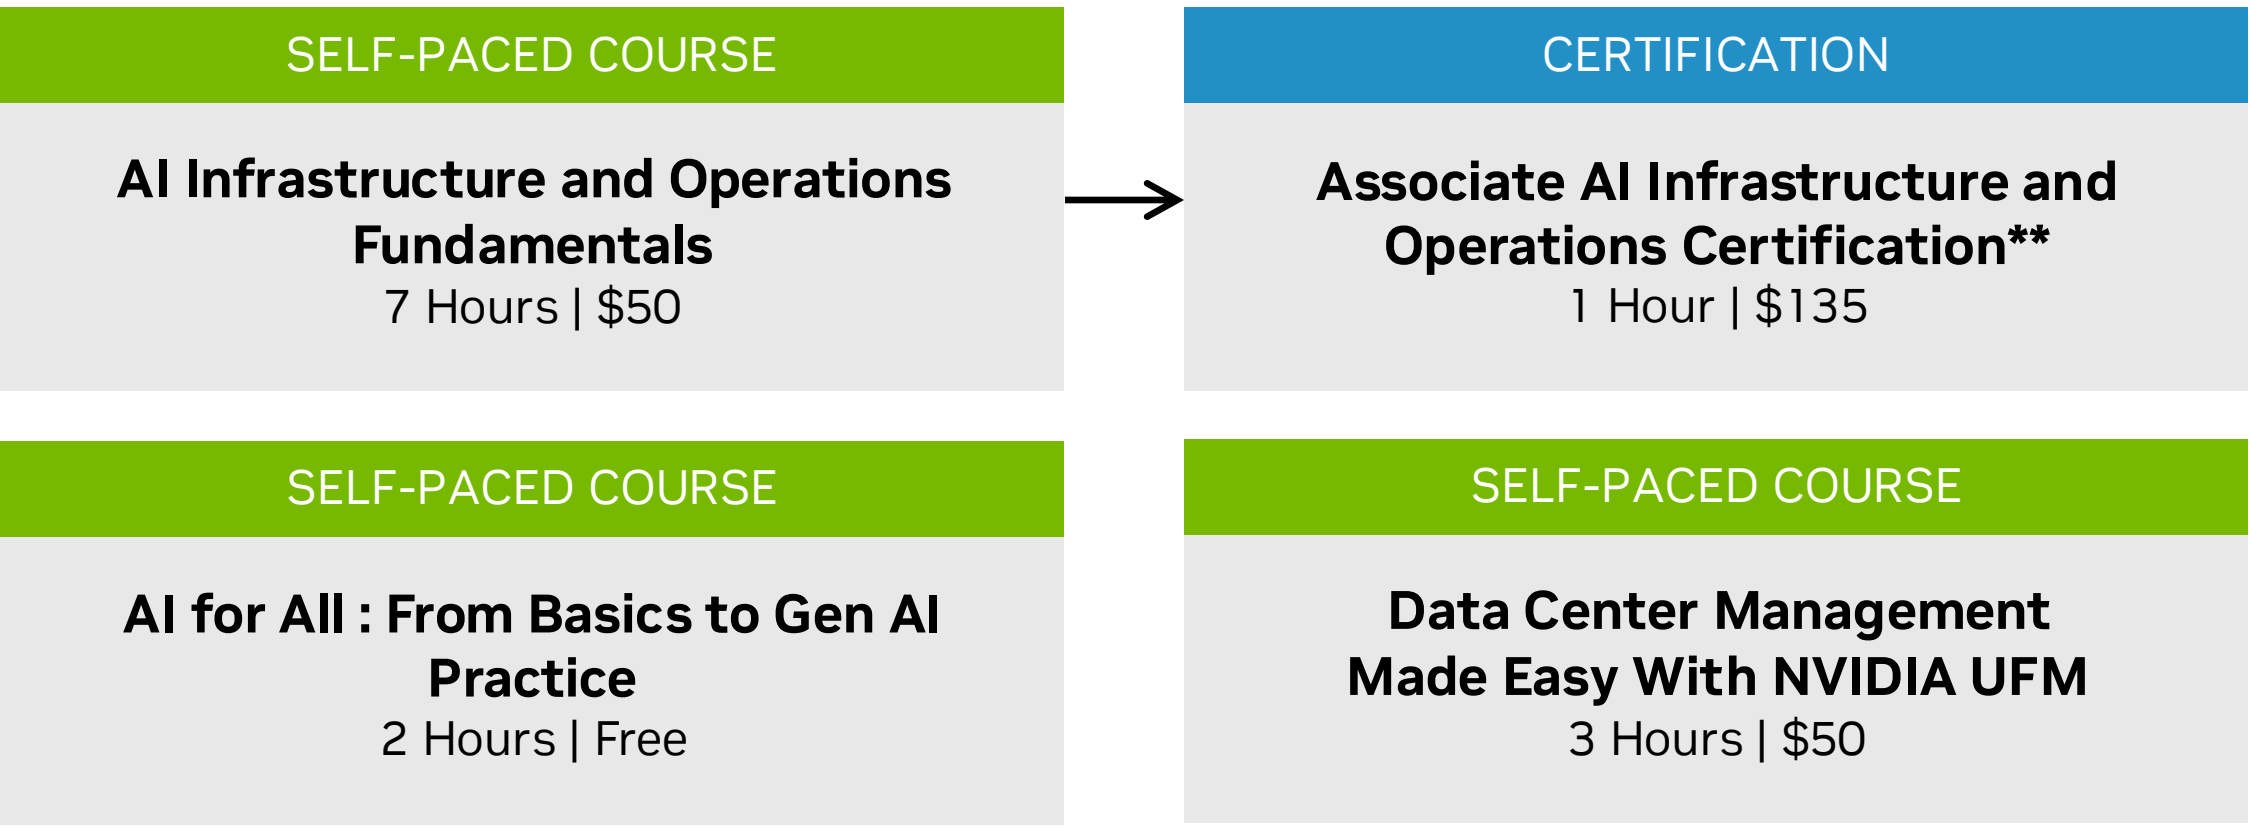 SELF-PACED COURSE
AI Infrastructure and Operations
Fundamentals
7 Hours | $50
CERTIFICATION
Associate AI Infrastructure and
Operations Certification**
1 Hour | $135
SELF-PACED COURSE
AI for All : From Basics to Gen AI
Practice
2 Hours | Free
SELF-PACED COURSE
Data Center Management
Made Easy With NVIDIA UFM
3 Hours | $50